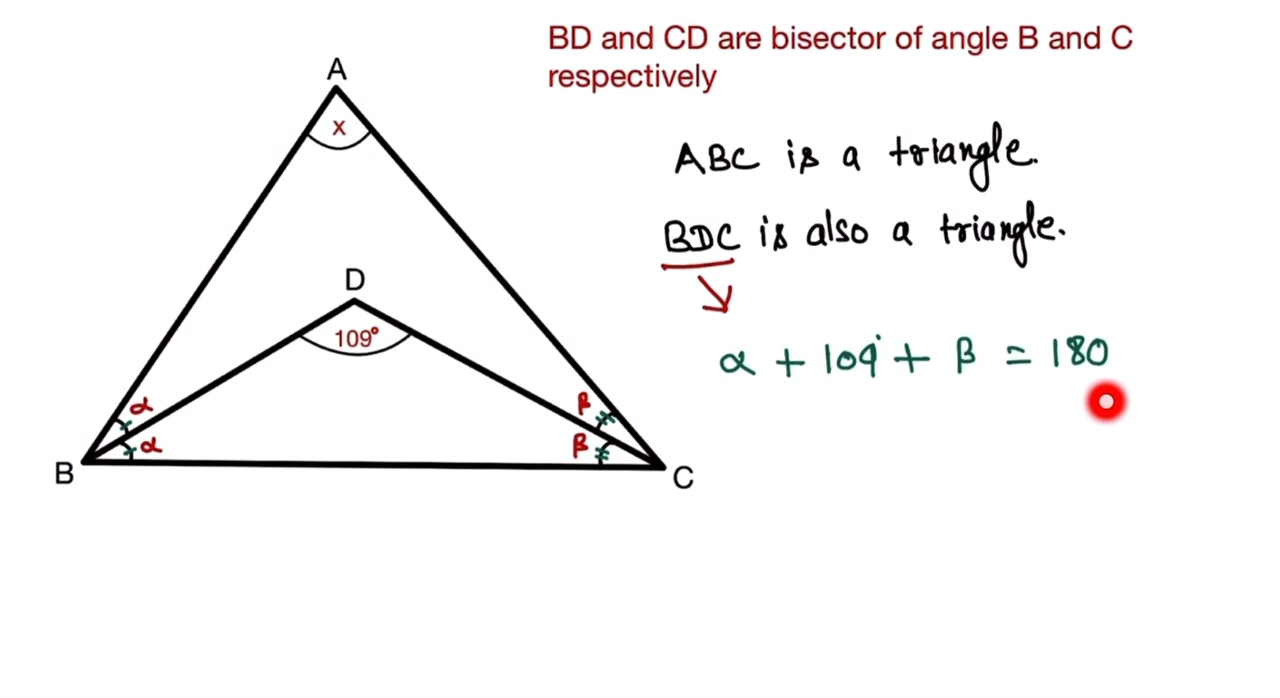 BD and CD are bisector of angle B and C
respectively
A
x
ABC is a triangle.
BDC is also a triangle.
D
109°
α + 109° + β = 180
α
β
α
β
B
C